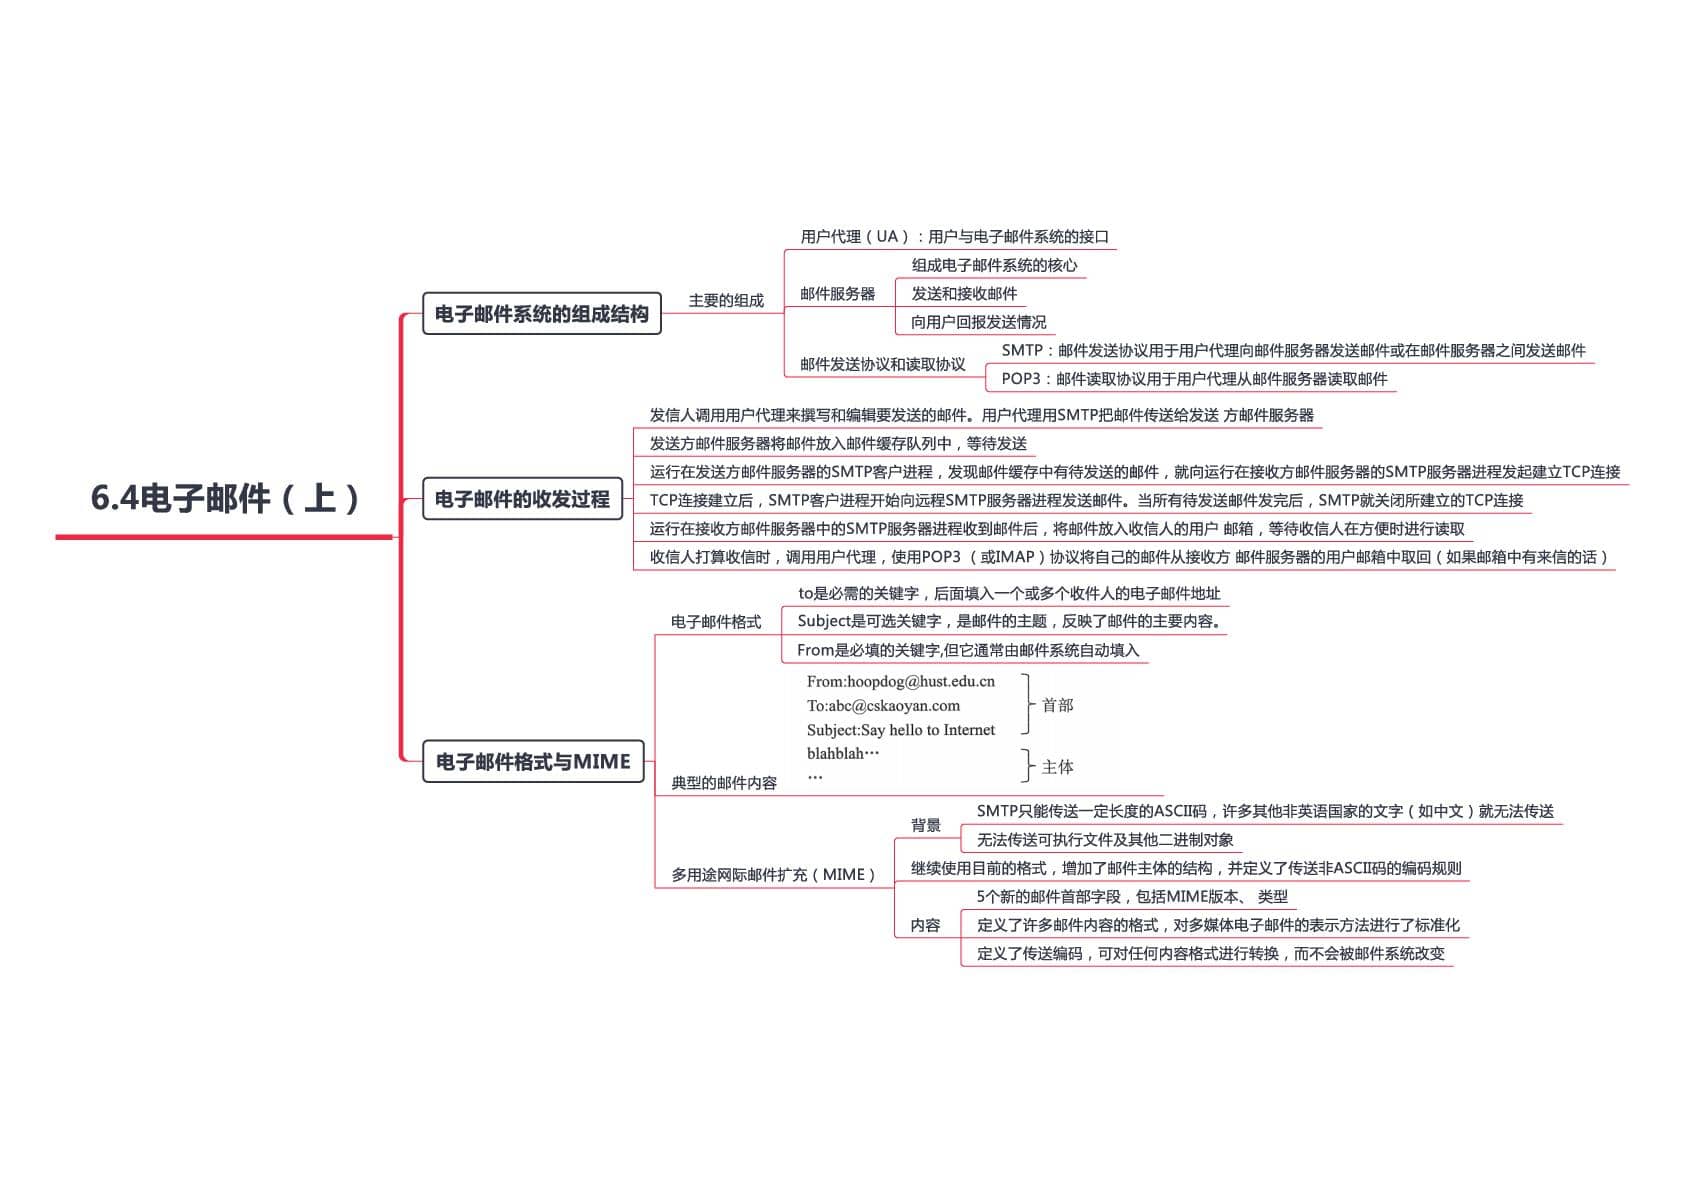 6.4电子邮件（上）
电子邮件系统的组成结构
主要的组成
用户代理（UA）：用户与电子邮件系统的接口
邮件服务器
组成电子邮件系统的核心
发送和接收邮件
向用户回报发送情况
邮件发送协议和读取协议
SMTP：邮件发送协议用于用户代理向邮件服务器发送邮件或在邮件服务器之间发送邮件
POP3：邮件读取协议用于用户代理从邮件服务器读取邮件
电子邮件的收发过程
发信人调用用户代理来撰写和编辑要发送的邮件。用户代理用SMTP把邮件传送给发送 方邮件服务器
发送方邮件服务器将邮件放入邮件缓存队列中，等待发送
运行在发送方邮件服务器的SMTP客户进程，发现邮件缓存中有待发送的邮件，就向运行在接收方邮件服务器的SMTP服务器进程发起建立TCP连接
TCP连接建立后，SMTP客户进程开始向远程SMTP服务器进程发送邮件。当所有待发送邮件发完后，SMTP就关闭所建立的TCP连接
运行在接收方邮件服务器中的SMTP服务器进程收到邮件后，将邮件放入收信人的用户 邮箱，等待收信人在方便时进行读取
收信人打算收信时，调用用户代理，使用POP3 （或IMAP）协议将自己的邮件从接收方 邮件服务器的用户邮箱中取回（如果邮箱中有来信的话）
电子邮件格式与MIME
电子邮件格式
to是必需的关键字，后面填入一个或多个收件人的电子邮件地址
Subject是可选关键字，是邮件的主题，反映了邮件的主要内容。
From是必填的关键字,但它通常由邮件系统自动填入
典型的邮件内容
From:hoopdog@hust.edu.cn
To:abc@cskaoyan.com
Subject:Say hello to Internet
首部
blahblah…
…
主体
多用途网际邮件扩充（MIME）
背景
SMTP只能传送一定长度的ASCII码，许多其他非英语国家的文字（如中文）就无法传送
无法传送可执行文件及其他二进制对象
继续使用目前的格式，增加了邮件主体的结构，并定义了传送非ASCII码的编码规则
内容
5个新的邮件首部字段，包括MIME版本、 类型
定义了许多邮件内容的格式，对多媒体电子邮件的表示方法进行了标准化
定义了传送编码，可对任何内容格式进行转换，而不会被邮件系统改变